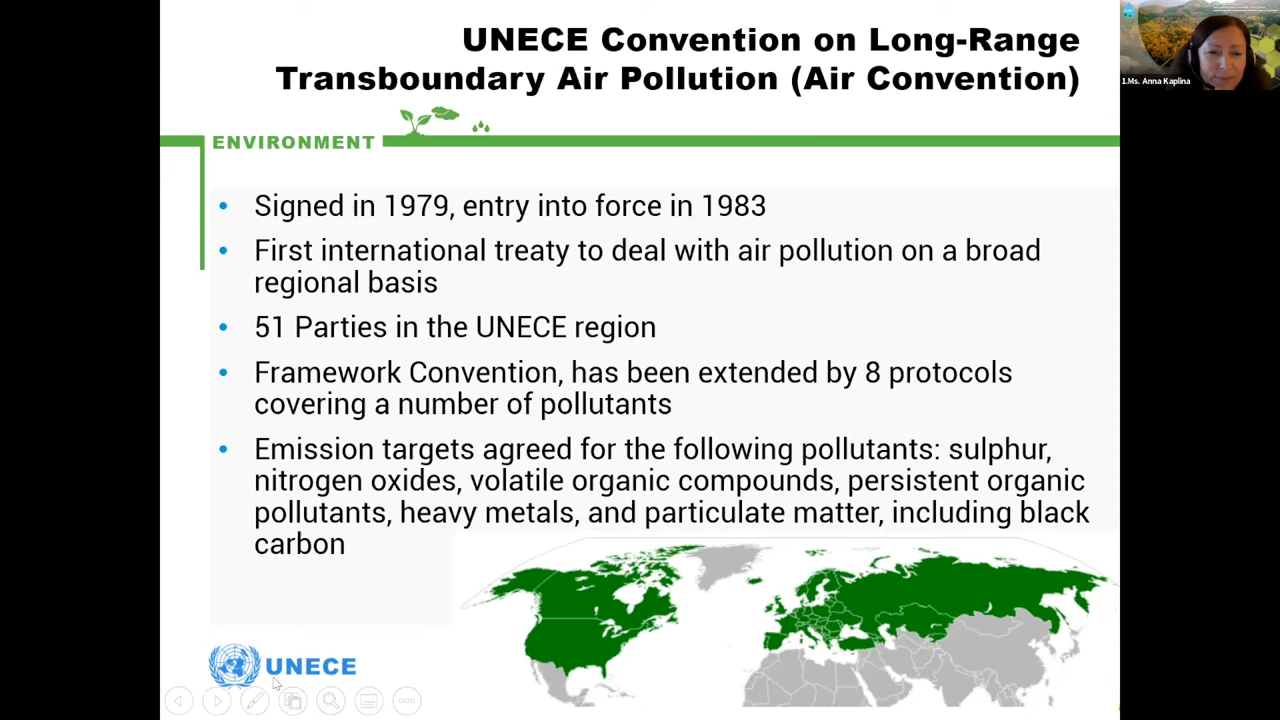 UNECE Convention on Long-Range
Transboundary Air Pollution (Air Convention)
1.Ms. Anna Kaplina
ENVIRONMENT
• Signed in 1979, entry into force in 1983
• First international treaty to deal with air pollution on a broad
regional basis
• 51 Parties in the UNECE region
• Framework Convention, has been extended by 8 protocols
covering a number of pollutants
• Emission targets agreed for the following pollutants: sulphur,
nitrogen oxides, volatile organic compounds, persistent organic
pollutants, heavy metals, and particulate matter, including black
carbon
UNECE